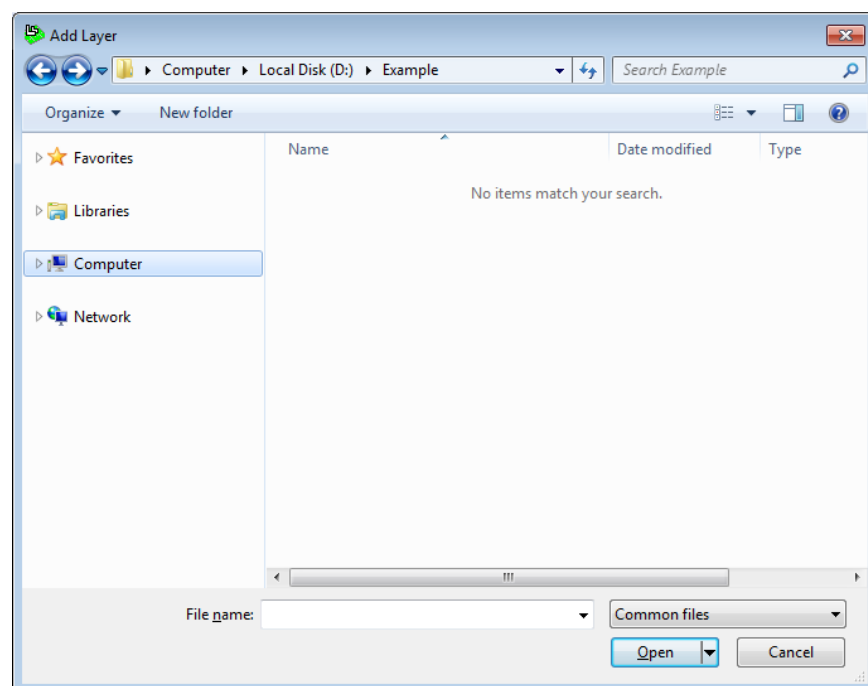 Add Layer
Computer Local Disk (D:) Example Search Example
Organize New folder
Name Date modified Type
No items match your search.
Favorites
Libraries
Computer
Network
File name: Common files
Open Cancel